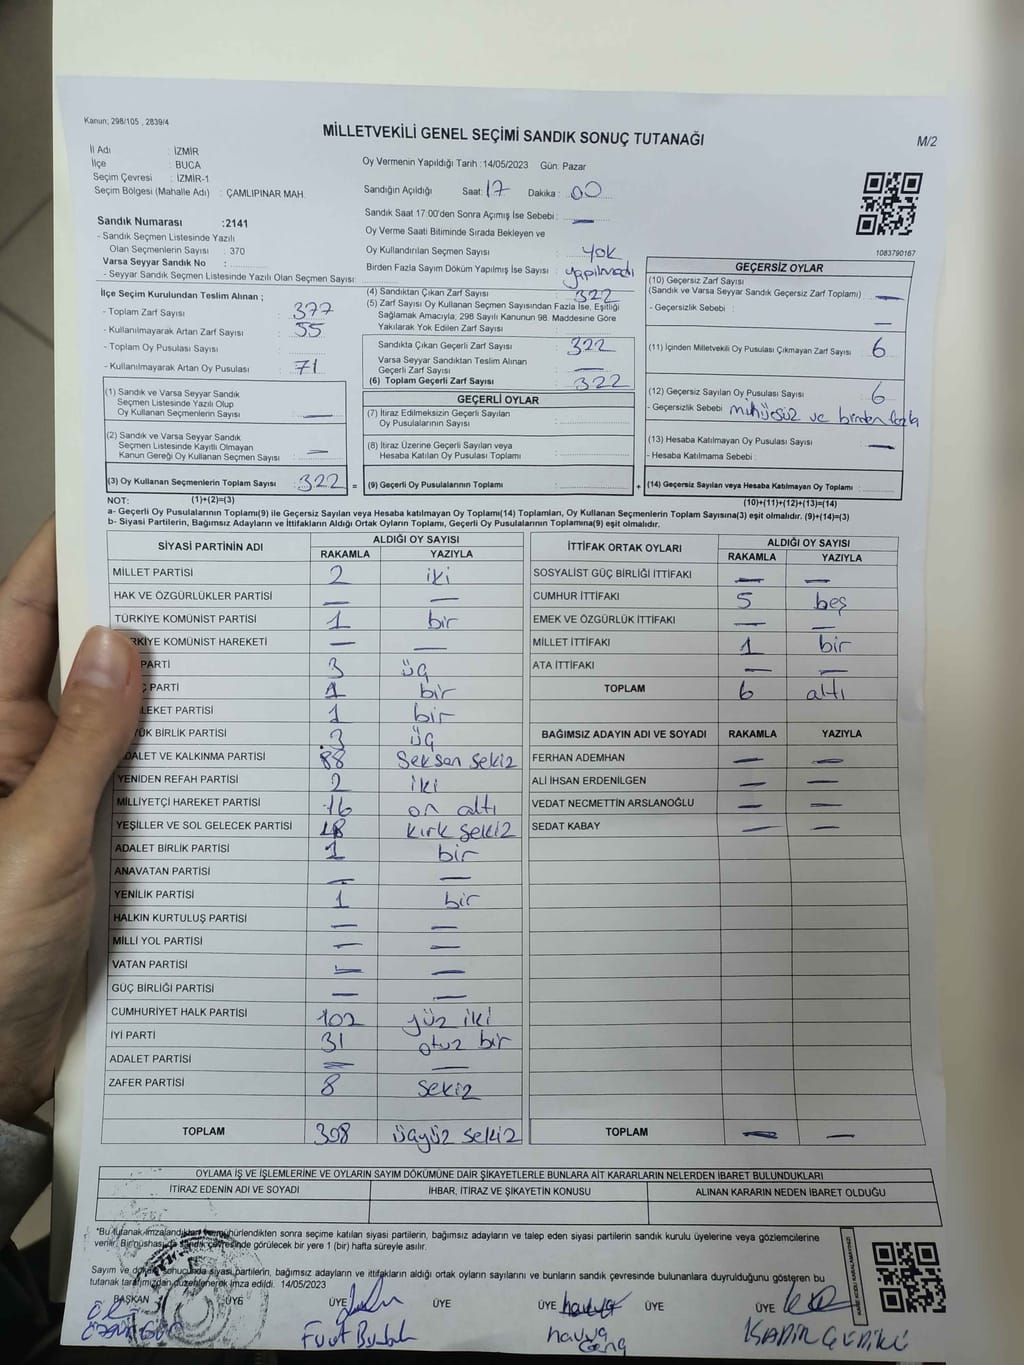 Kanun; 298/105 , 2839/4
MİLLETVEKİLİ GENEL SEÇİMİ SANDIK SONUÇ TUTANAĞI
M/2
İl Adı : İZMİR
İlçe : BUCA
Seçim Çevresi : İZMİR-1
Seçim Bölgesi (Mahalle Adı) : ÇAMLIPINAR MAH.
Oy Vermenin Yapıldığı Tarih :14/05/2023 Gün: Pazar
Sandığın Açıldığı Saat: 17 Dakika : 00
Sandık Saat 17:00'den Sonra Açımış İse Sebebi : —
Oy Verme Saati Bitiminde Sırada Bekleyen ve
Oy Kullandırılan Seçmen Sayısı : yok
Birden Fazla Sayım Döküm Yapılmış İse Sayısı : yapılmadı
1083790167
Sandık Numarası :2141
- Sandık Seçmen Listesinde Yazılı
Olan Seçmenlerin Sayısı : 370
Varsa Seyyar Sandık No :
- Seyyar Sandık Seçmen Listesinde Yazılı Olan Seçmen Sayısı:
İlçe Seçim Kurulundan Teslim Alınan ;
- Toplam Zarf Sayısı : 377
- Kullanılmayarak Artan Zarf Sayısı : 55
- Toplam Oy Pusulası Sayısı :
- Kullanılmayarak Artan Oy Pusulası : 71
(1) Sandık ve Varsa Seyyar Sandık
Seçmen Listesinde Yazılı Olup
Oy Kullanan Seçmenlerin Sayısı : —
(2) Sandık ve Varsa Seyyar Sandık
Seçmen Listesinde Kayıtlı Olmayan
Kanun Gereği Oy Kullanan Seçmen Sayısı : —
(3) Oy Kullanan Seçmenlerin Toplam Sayısı : 322 =
(4) Sandıktan Çıkan Zarf Sayısı : 322
(5) Zarf Sayısı Oy Kullanan Seçmen Sayısından Fazla İse, Eşitliği
Sağlamak Amacıyla; 298 Sayılı Kanunun 98. Maddesine Göre
Yakılarak Yok Edilen Zarf Sayısı :
Sandıkta Çıkan Geçerli Zarf Sayısı : 322
Varsa Seyyar Sandıktan Teslim Alınan
Geçerli Zarf Sayısı : —
(6) Toplam Geçerli Zarf Sayısı : 322
GEÇERLİ OYLAR
(7) İtiraz Edilmeksizin Geçerli Sayılan
Oy Pusulalarının Sayısı :
(8) İtiraz Üzerine Geçerli Sayılan veya
Hesaba Katılan Oy Pusulası Toplamı :
(9) Geçerli Oy Pusulalarının Toplamı : +
GEÇERSİZ OYLAR
(10) Geçersiz Zarf Sayısı
(Sandık ve Varsa Seyyar Sandık Geçersiz Zarf Toplamı) : —
- Geçersizlik Sebebi : —
(11) İçinden Milletvekili Oy Pusulası Çıkmayan Zarf Sayısı : 6
(12) Geçersiz Sayılan Oy Pusulası Sayısı : 6
- Geçersizlik Sebebi : mühürsüz ve birden fazla
(13) Hesaba Katılmayan Oy Pusulası Sayısı : —
- Hesaba Katılmama Sebebi :
(14) Geçersiz Sayılan veya Hesaba Katılmayan Oy Toplamı :
NOT: (1)+(2)=(3) (10)+(11)+(12)+(13)=(14)
a- Geçerli Oy Pusulalarının Toplamı(9) ile Geçersiz Sayılan veya Hesaba Katılmayan Oy Toplamı(14) Toplamları, Oy Kullanan Seçmenlerin Toplam Sayısına(3) eşit olmalıdır. (9)+(14)=(3)
b- Siyasi Partilerin, Bağımsız Adayların ve İttifakların Aldığı Ortak Oyların Toplamı, Geçerli Oy Pusulalarının Toplamına(9) eşit olmalıdır.
SİYASİ PARTİNİN ADI ALDIĞI OY SAYISI
RAKAMLA YAZIYLA
MİLLET PARTİSİ 2 iki
HAK VE ÖZGÜRLÜKLER PARTİSİ — —
TÜRKİYE KOMÜNİST PARTİSİ 1 bir
RKİYE KOMÜNİST HAREKETİ — —
PARTİ 3 üç
Ç PARTİ 1 bir
LEKET PARTİSİ 1 bir
ÜK BİRLİK PARTİSİ 3 üç
ADALET VE KALKINMA PARTİSİ 88 Seksen sekiz
YENİDEN REFAH PARTİSİ 2 iki
MİLLİYETÇİ HAREKET PARTİSİ 16 on altı
YEŞİLLER VE SOL GELECEK PARTİSİ 48 kırk sekiz
ADALET BİRLİK PARTİSİ 1 bir
ANAVATAN PARTİSİ — —
YENİLİK PARTİSİ 1 bir
HALKIN KURTULUŞ PARTİSİ — —
MİLLİ YOL PARTİSİ — —
VATAN PARTİSİ — —
GÜÇ BİRLİĞİ PARTİSİ — —
CUMHURİYET HALK PARTİSİ 102 yüz iki
İYİ PARTİ 31 otuz bir
ADALET PARTİSİ — —
ZAFER PARTİSİ 8 sekiz
TOPLAM 308 üçyüz sekiz
İTTİFAK ORTAK OYLARI ALDIĞI OY SAYISI
RAKAMLA YAZIYLA
SOSYALİST GÜÇ BİRLİĞİ İTTİFAKI — —
CUMHUR İTTİFAKI 5 beş
EMEK VE ÖZGÜRLÜK İTTİFAKI — —
MİLLET İTTİFAKI 1 bir
ATA İTTİFAKI — —
TOPLAM 6 altı
BAĞIMSIZ ADAYIN ADI VE SOYADI RAKAMLA YAZIYLA
FERHAN ADEMHAN — —
ALİ İHSAN ERDENİLGEN — —
VEDAT NECMETTİN ARSLANOĞLU — —
SEDAT KABAY — —
TOPLAM — —
OYLAMA İŞ VE İŞLEMLERİNE VE OYLARIN SAYIM DÖKÜMÜNE DAİR ŞİKAYETLERLE BUNLARA AİT KARARLARIN NELERDEN İBARET BULUNDUKLARI
İTİRAZ EDENİN ADI VE SOYADI İHBAR, İTİRAZ VE ŞİKAYETİN KONUSU ALINAN KARARIN NEDEN İBARET OLDUĞU
*Bu tutanak imzalandıktan ve mühürlendikten sonra seçime katılan siyasi partilerin, bağımsız adayların ve talep eden siyasi partilerin sandık kurulu üyelerine veya gözlemcilerine
verilir. Bir nüshası da sandık çevresinde görülecek bir yere 1 (bir) hafta süreyle asılır.
Sayım ve döküm sonucunda siyasi partilerin, bağımsız adayların ve ittifakların aldığı ortak oyların sayılarını ve bunların sandık çevresinde bulunanlara duyrulduğunu gösteren bu
tutanak tarafımızdan düzenlenerek imza edildi. 14/05/2023
BAŞKAN ÜYE ÜYE ÜYE ÜYE ÜYE ÜYE
havva
Genç